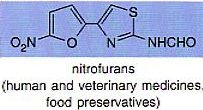 S
O₂N O N NHCHO
nitrofurans
(human and veterinary medicines,
food preservatives)